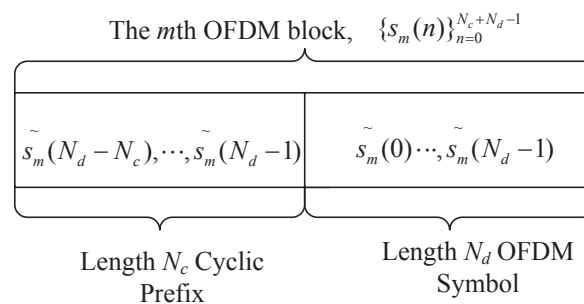 The mth OFDM block, {s_m(n)}_{n=0}^{N_c+N_d−1}
s̃_m(N_d − N_c),⋯,s̃_m(N_d −1) s̃_m(0)⋯,s̃_m(N_d −1)
Length N_c Cyclic Prefix
Length N_d OFDM Symbol